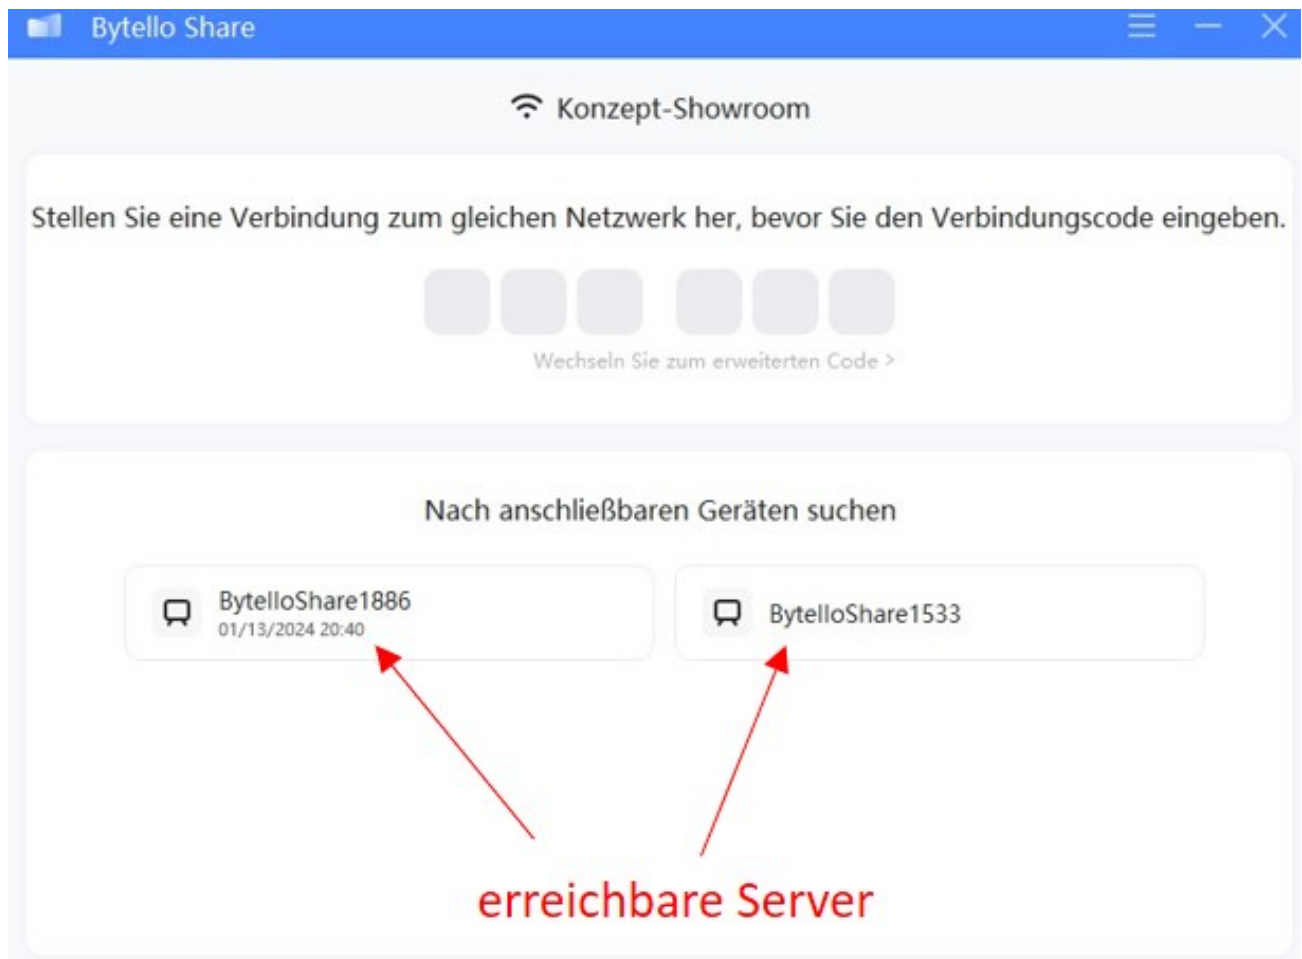 Bytello Share
Konzept-Showroom
Stellen Sie eine Verbindung zum gleichen Netzwerk her, bevor Sie den Verbindungscode eingeben.
Wechseln Sie zum erweiterten Code >
Nach anschließbaren Geräten suchen
BytelloShare1886
01/13/2024 20:40
BytelloShare1533
erreichbare Server